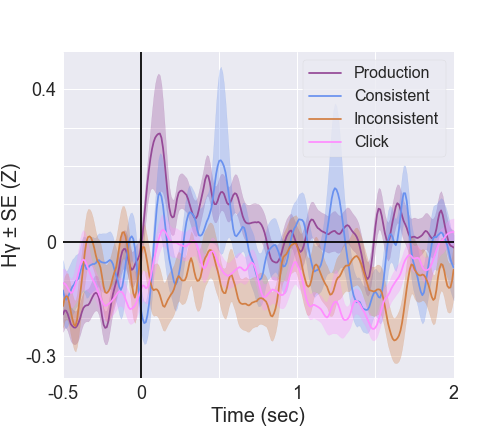 Production
Consistent
Inconsistent
Click
Hγ ± SE (Z)
0.4
0
-0.3
-0.5
0
1
2
Time (sec)